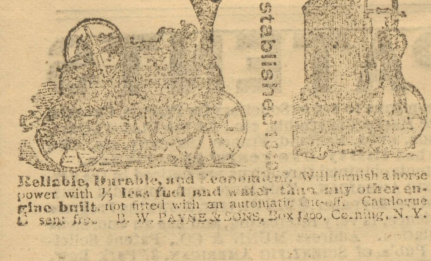 Established 18
Reliable, Durable, and Economical. Will furnish a horse
power with ⅓ less fuel and water than any other en-
gine built, not fitted with an automatic cut-off. Catalogue
sent free. B. W. PAYNE & SONS, Box 1400, Corning, N. Y.